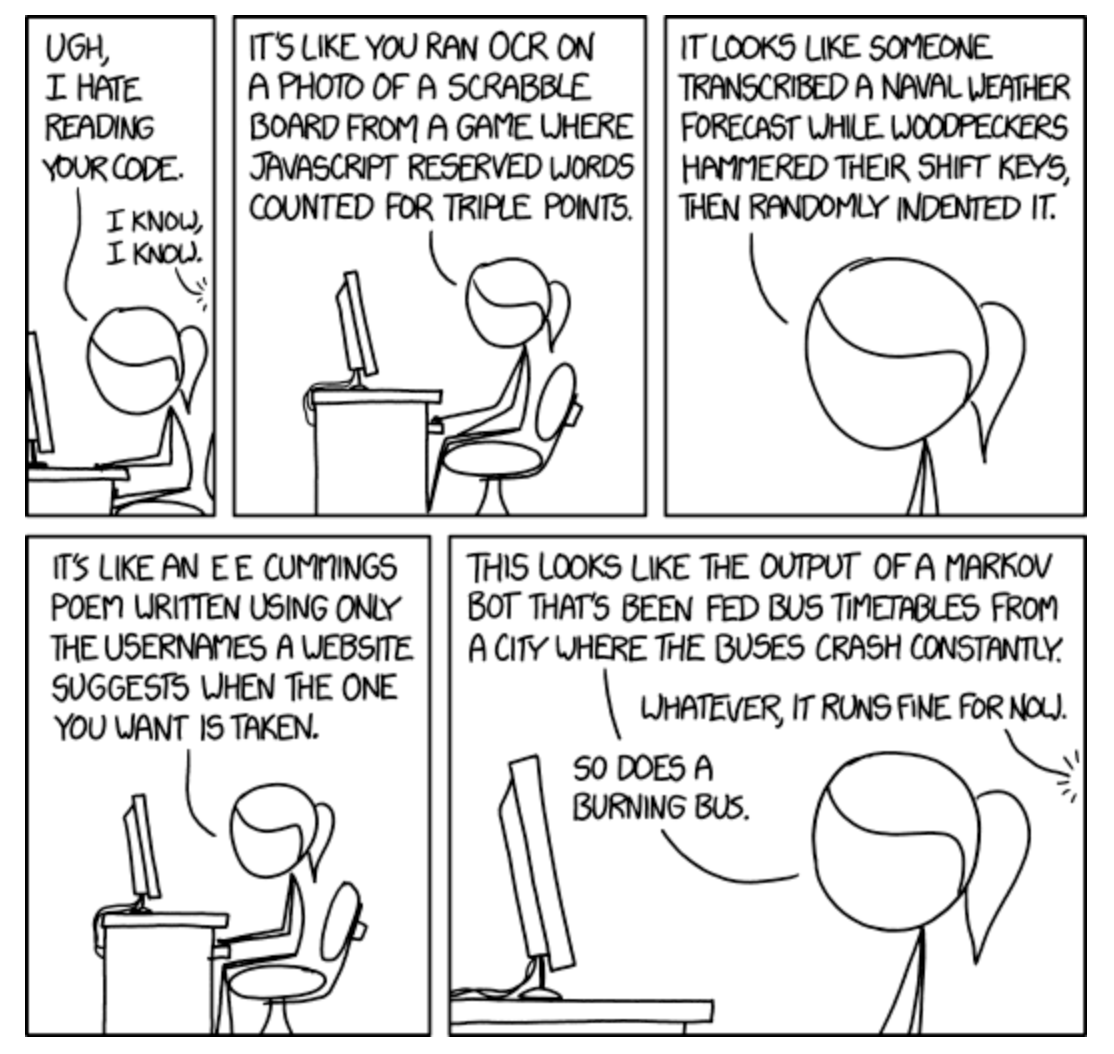 UGH,
I HATE
READING
YOUR CODE.
I KNOW,
I KNOW.
IT'S LIKE YOU RAN OCR ON
A PHOTO OF A SCRABBLE
BOARD FROM A GAME WHERE
JAVASCRIPT RESERVED WORDS
COUNTED FOR TRIPLE POINTS.
IT LOOKS LIKE SOMEONE
TRANSCRIBED A NAVAL WEATHER
FORECAST WHILE WOODPECKERS
HAMMERED THEIR SHIFT KEYS,
THEN RANDOMLY INDENTED IT.
IT'S LIKE AN E E CUMMINGS
POEM WRITTEN USING ONLY
THE USERNAMES A WEBSITE
SUGGESTS WHEN THE ONE
YOU WANT IS TAKEN.
THIS LOOKS LIKE THE OUTPUT OF A MARKOV
BOT THAT'S BEEN FED BUS TIMETABLES FROM
A CITY WHERE THE BUSES CRASH CONSTANTLY.
WHATEVER, IT RUNS FINE FOR NOW.
SO DOES A
BURNING BUS.